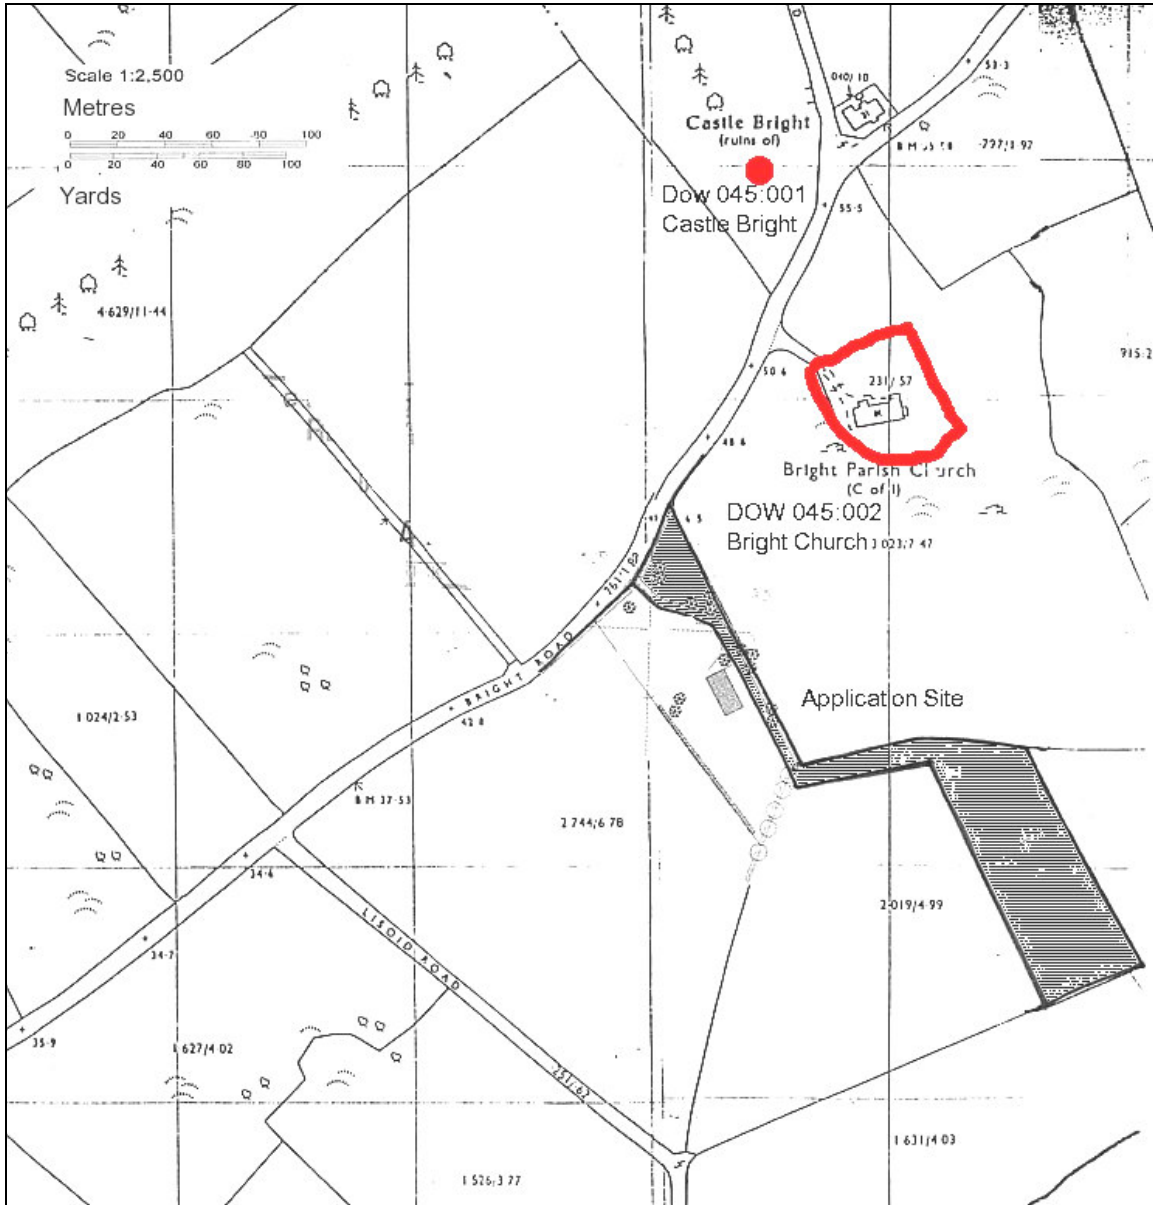 Scale 1:2,500
Metres
0 20 40 60 80 100
0 20 40 60 80 100
Yards
Castle Bright
(ruins of)
Dow 045:001
Castle Bright
53·3
55·5
4·629/11·44
50·6
231/·57
48·6
Bright Parish Church
(C of I)
DOW 045:002
Bright Church
BRIGHT ROAD
Application Site
1·024/2·53
42·8
B M 37·53
2·744/6·78
34·6
2·019/4·99
LISOID ROAD
34·7
35·9
1·627/4·02
·251/·62
1·631/4·03
1·526/3·77